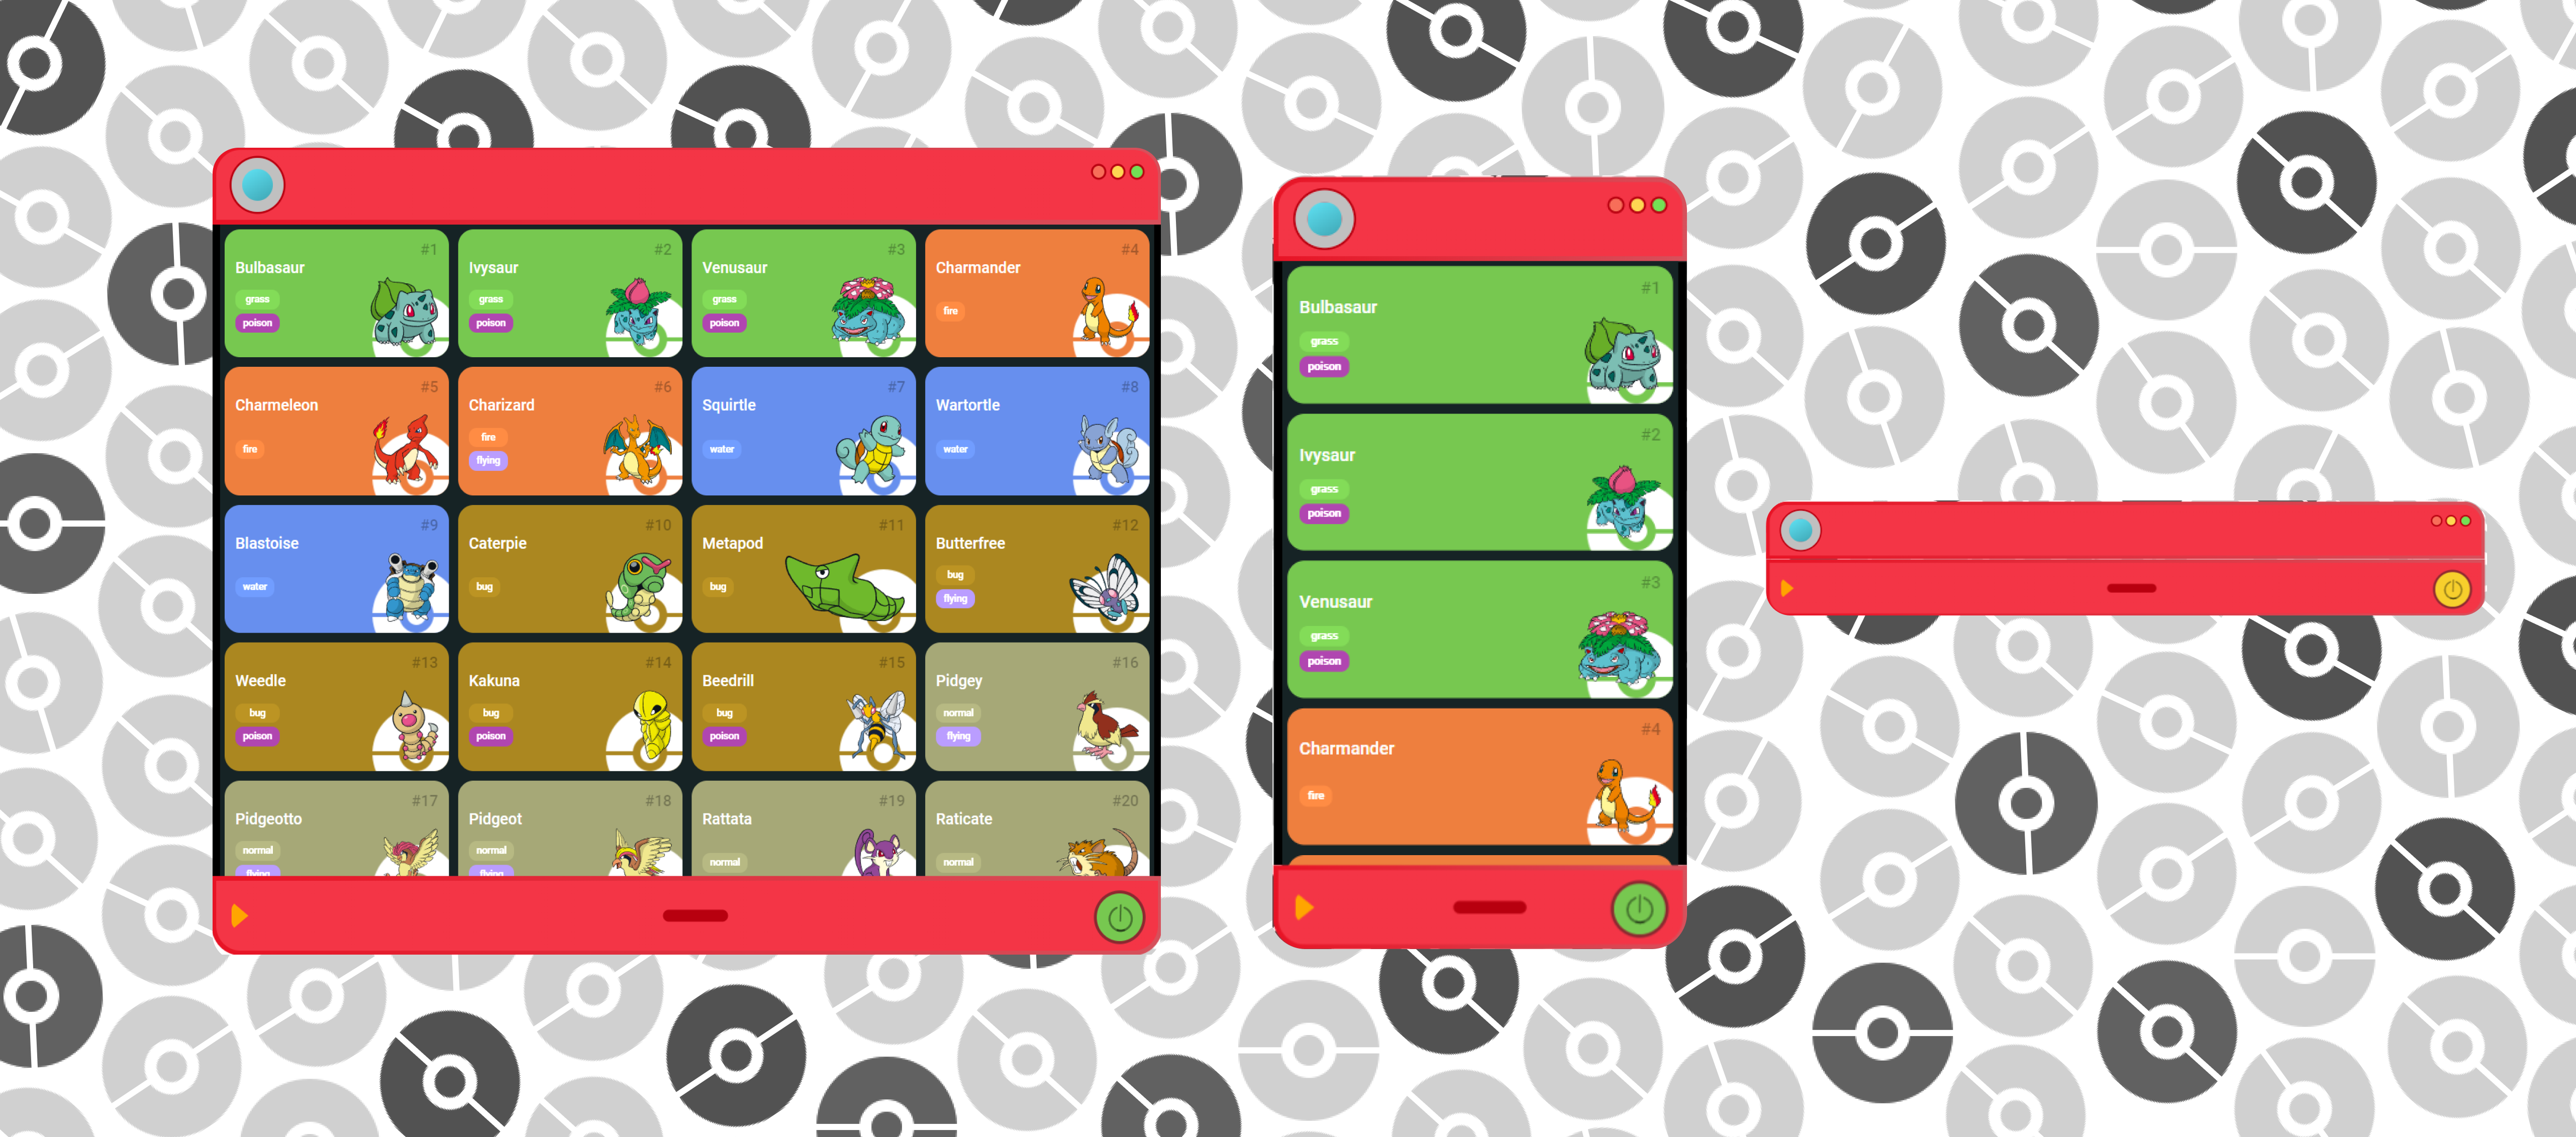 #1
Bulbasaur
grass
poison
#2
Ivysaur
grass
poison
#3
Venusaur
grass
poison
#4
Charmander
fire
#5
Charmeleon
fire
#6
Charizard
fire
flying
#7
Squirtle
water
#8
Wartortle
water
#9
Blastoise
water
#10
Caterpie
bug
#11
Metapod
bug
#12
Butterfree
bug
flying
#13
Weedle
bug
poison
#14
Kakuna
bug
poison
#15
Beedrill
bug
poison
#16
Pidgey
normal
flying
#17
Pidgeotto
normal
flying
#18
Pidgeot
normal
flying
#19
Rattata
normal
#20
Raticate
normal
#1
Bulbasaur
grass
poison
#2
Ivysaur
grass
poison
#3
Venusaur
grass
poison
#4
Charmander
fire